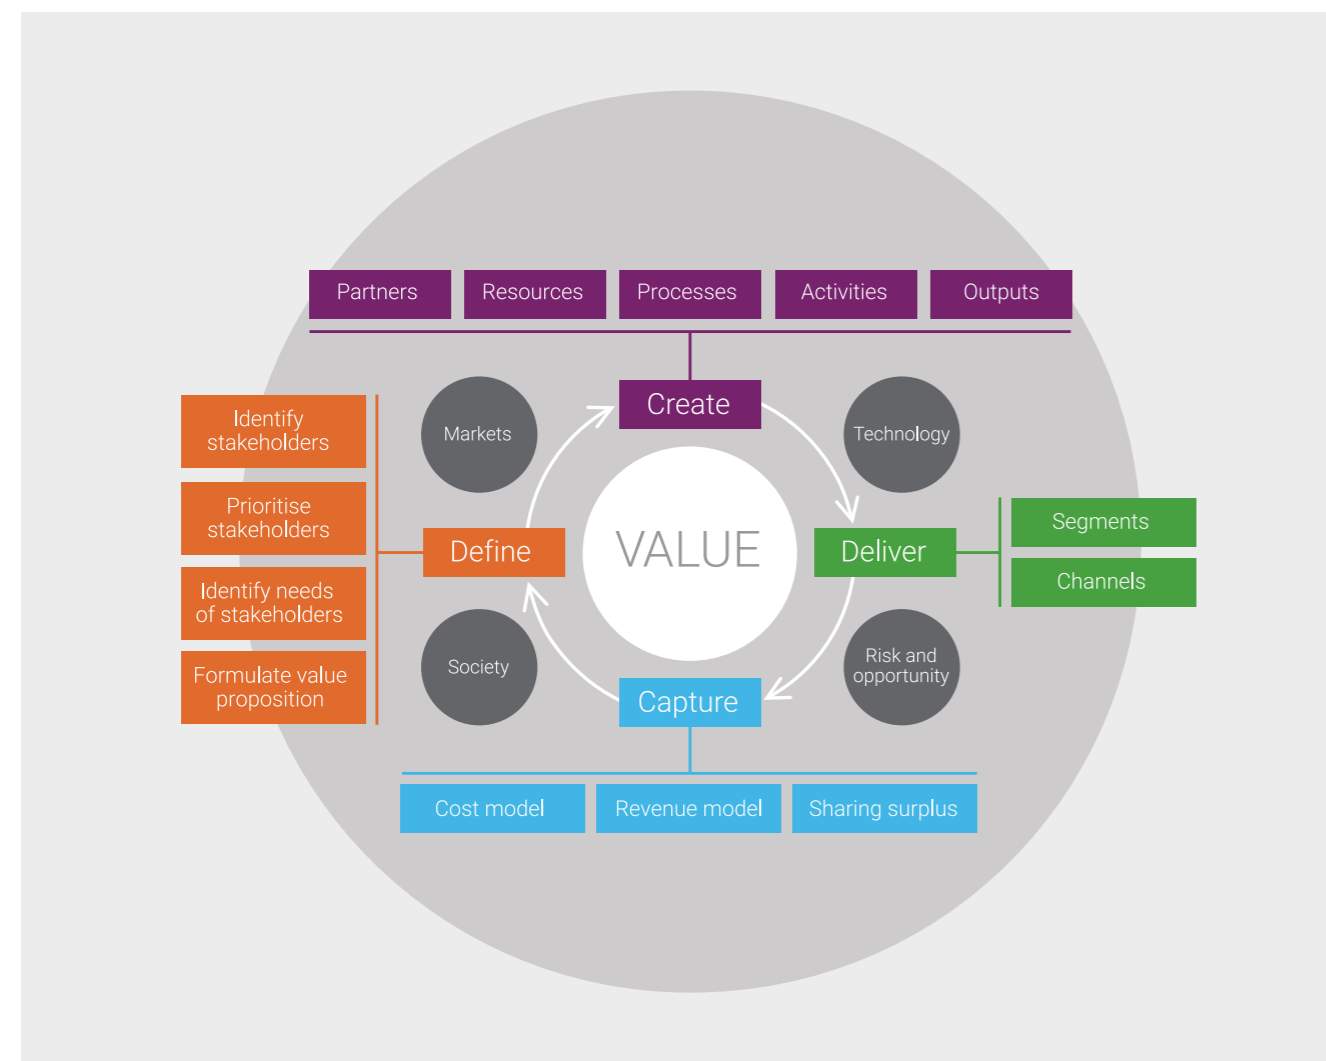 Partners
Resources
Processes
Activities
Outputs
Create
Identify
stakeholders
Prioritise
stakeholders
Identify needs
of stakeholders
Formulate value
proposition
Markets
Technology
Define
VALUE
Deliver
Segments
Channels
Society
Risk and
opportunity
Capture
Cost model
Revenue model
Sharing surplus